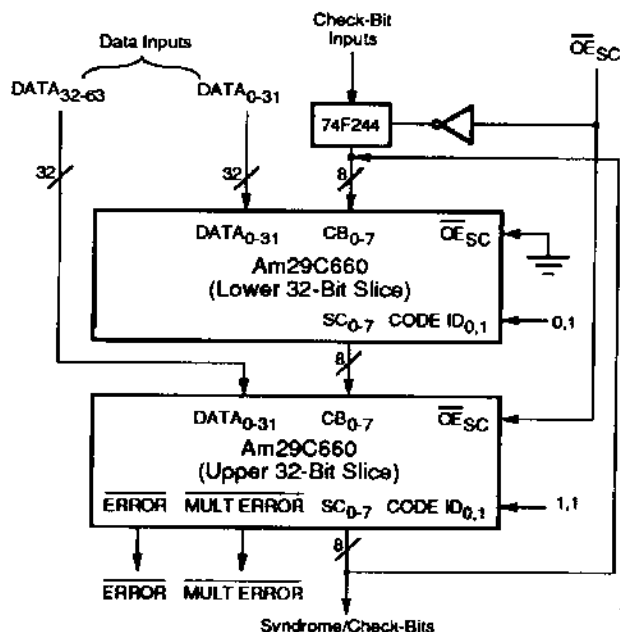 Check-Bit
Inputs
Data Inputs
OE̅SC
DATA32-63 DATA0-31
74F244
32 32 8
DATA0-31 CB0-7 OE̅SC
Am29C660
(Lower 32-Bit Slice)
SC0-7 CODE ID0,1 0,1
8
DATA0-31 CB0-7 OE̅SC
Am29C660
(Upper 32-Bit Slice)
ERROR MULT ERROR SC0-7 CODE ID0,1 1,1
8
ERROR MULT ERROR
Syndrome/Check-Bits